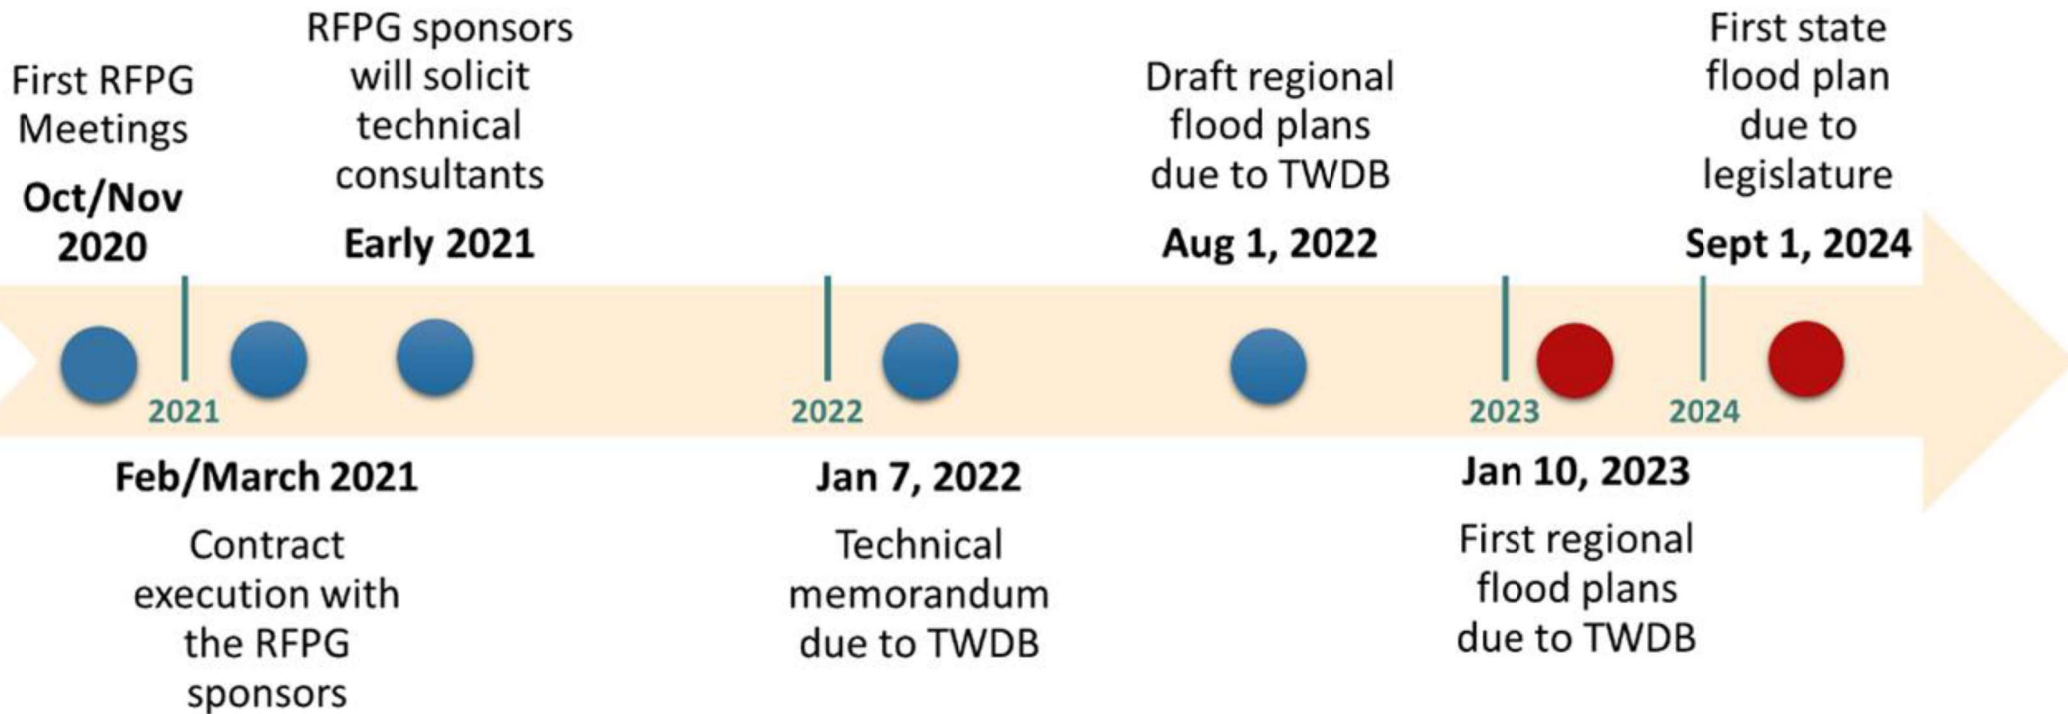 First RFPG
Meetings
Oct/Nov
2020
RFPG sponsors
will solicit
technical
consultants
Early 2021
Draft regional
flood plans
due to TWDB
Aug 1, 2022
First state
flood plan
due to
legislature
Sept 1, 2024
2021
2022
2023
2024
Feb/March 2021
Contract
execution with
the RFPG
sponsors
Jan 7, 2022
Technical
memorandum
due to TWDB
Jan 10, 2023
First regional
flood plans
due to TWDB